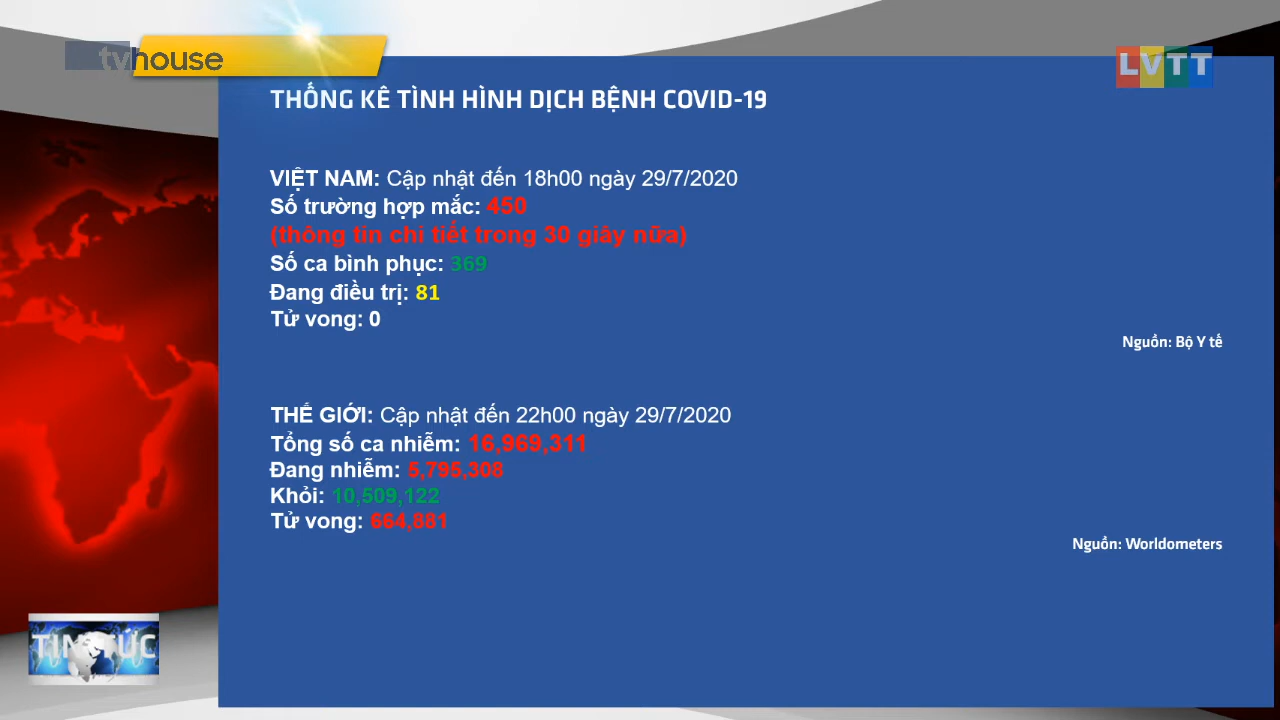 tvhouse
LVTT
THỐNG KÊ TÌNH HÌNH DỊCH BỆNH COVID-19
VIỆT NAM: Cập nhật đến 18h00 ngày 29/7/2020
Số trường hợp mắc: 450
(thông tin chi tiết trong 30 giây nữa)
Số ca bình phục: 369
Đang điều trị: 81
Tử vong: 0
Nguồn: Bộ Y tế
THẾ GIỚI: Cập nhật đến 22h00 ngày 29/7/2020
Tổng số ca nhiễm: 16,969,311
Đang nhiễm: 5,795,308
Khỏi: 10,509,122
Tử vong: 664,881
Nguồn: Worldometers
TIN TỨC